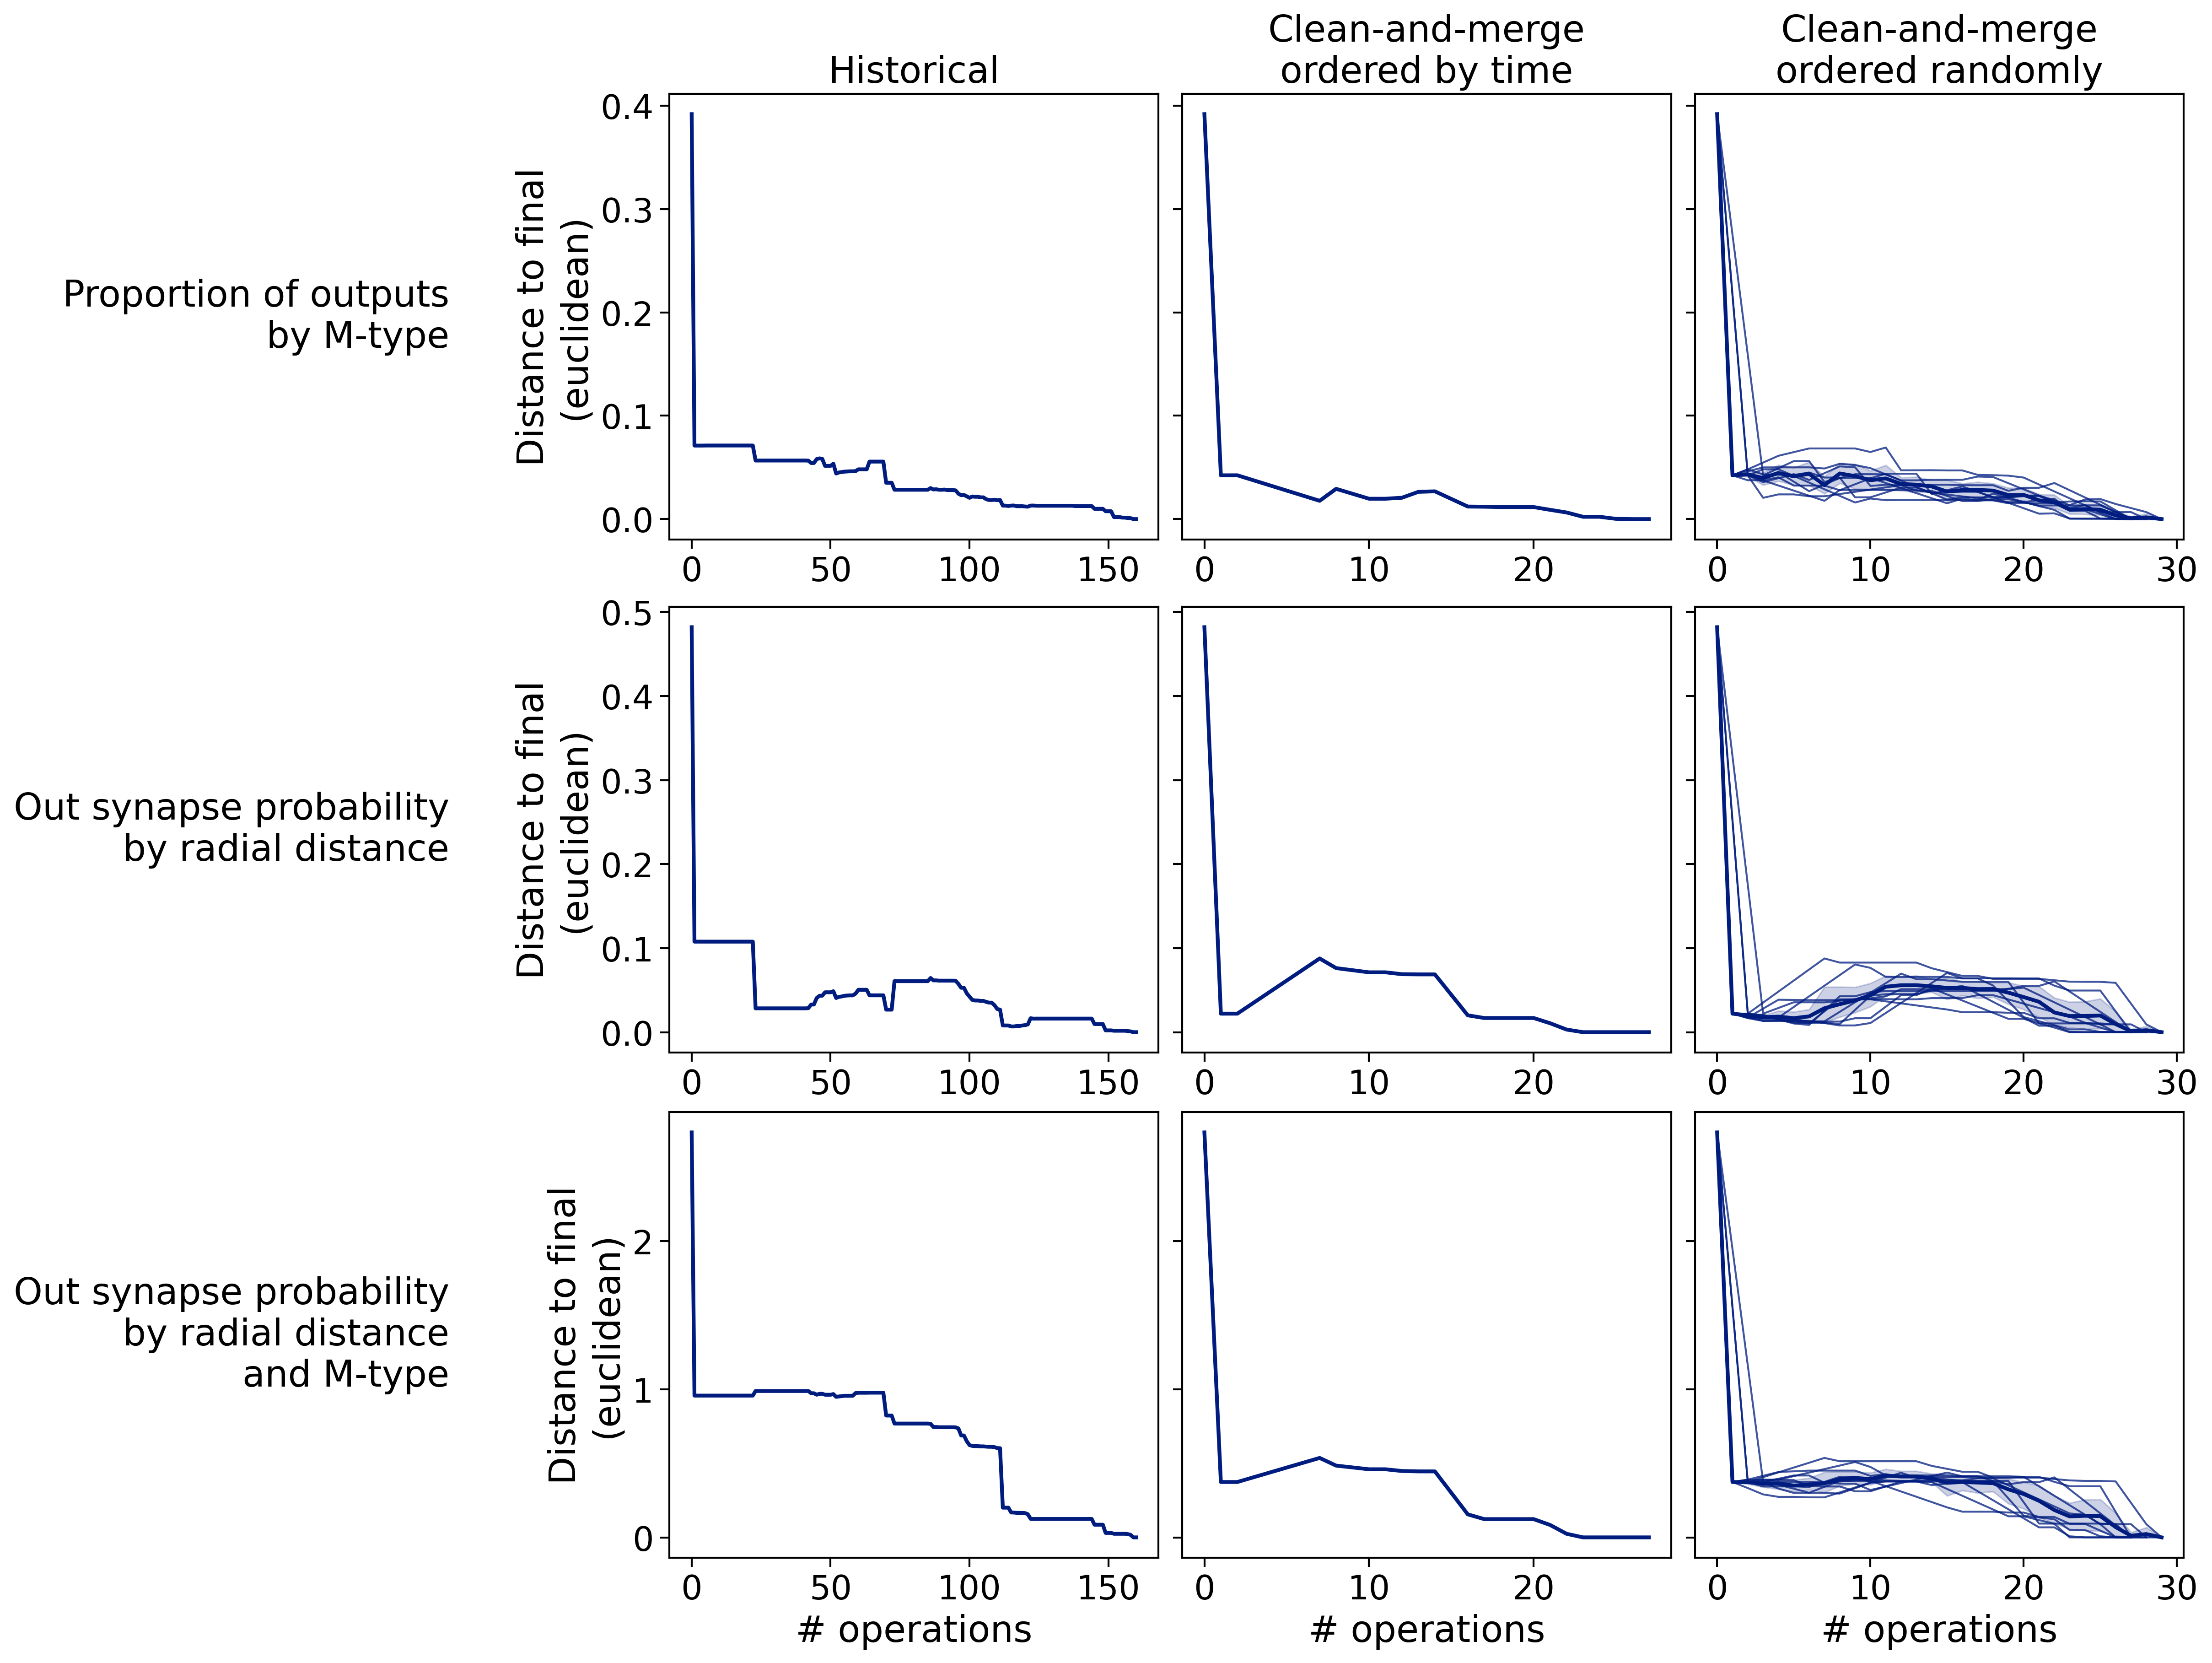 Historical
Clean-and-merge
ordered by time
Clean-and-merge
ordered randomly
Proportion of outputs
by M-type
Distance to final
(euclidean)
0.4
0.3
0.2
0.1
0.0
0 50 100 150
0 10 20
0 10 20 30
Out synapse probability
by radial distance
Distance to final
(euclidean)
0.5
0.4
0.3
0.2
0.1
0.0
0 50 100 150
0 10 20
0 10 20 30
Out synapse probability
by radial distance
and M-type
Distance to final
(euclidean)
2
1
0
0 50 100 150
0 10 20
0 10 20 30
# operations
# operations
# operations